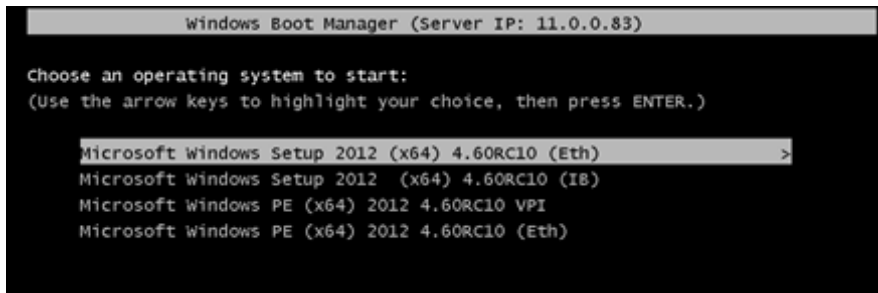 Windows Boot Manager (Server IP: 11.0.0.83)
Choose an operating system to start:
(Use the arrow keys to highlight your choice, then press ENTER.)
Microsoft Windows Setup 2012 (x64) 4.60RC10 (Eth) >
Microsoft Windows Setup 2012  (x64) 4.60RC10 (IB)
Microsoft Windows PE (x64) 2012 4.60RC10 VPI
Microsoft Windows PE (x64) 2012 4.60RC10 (Eth)